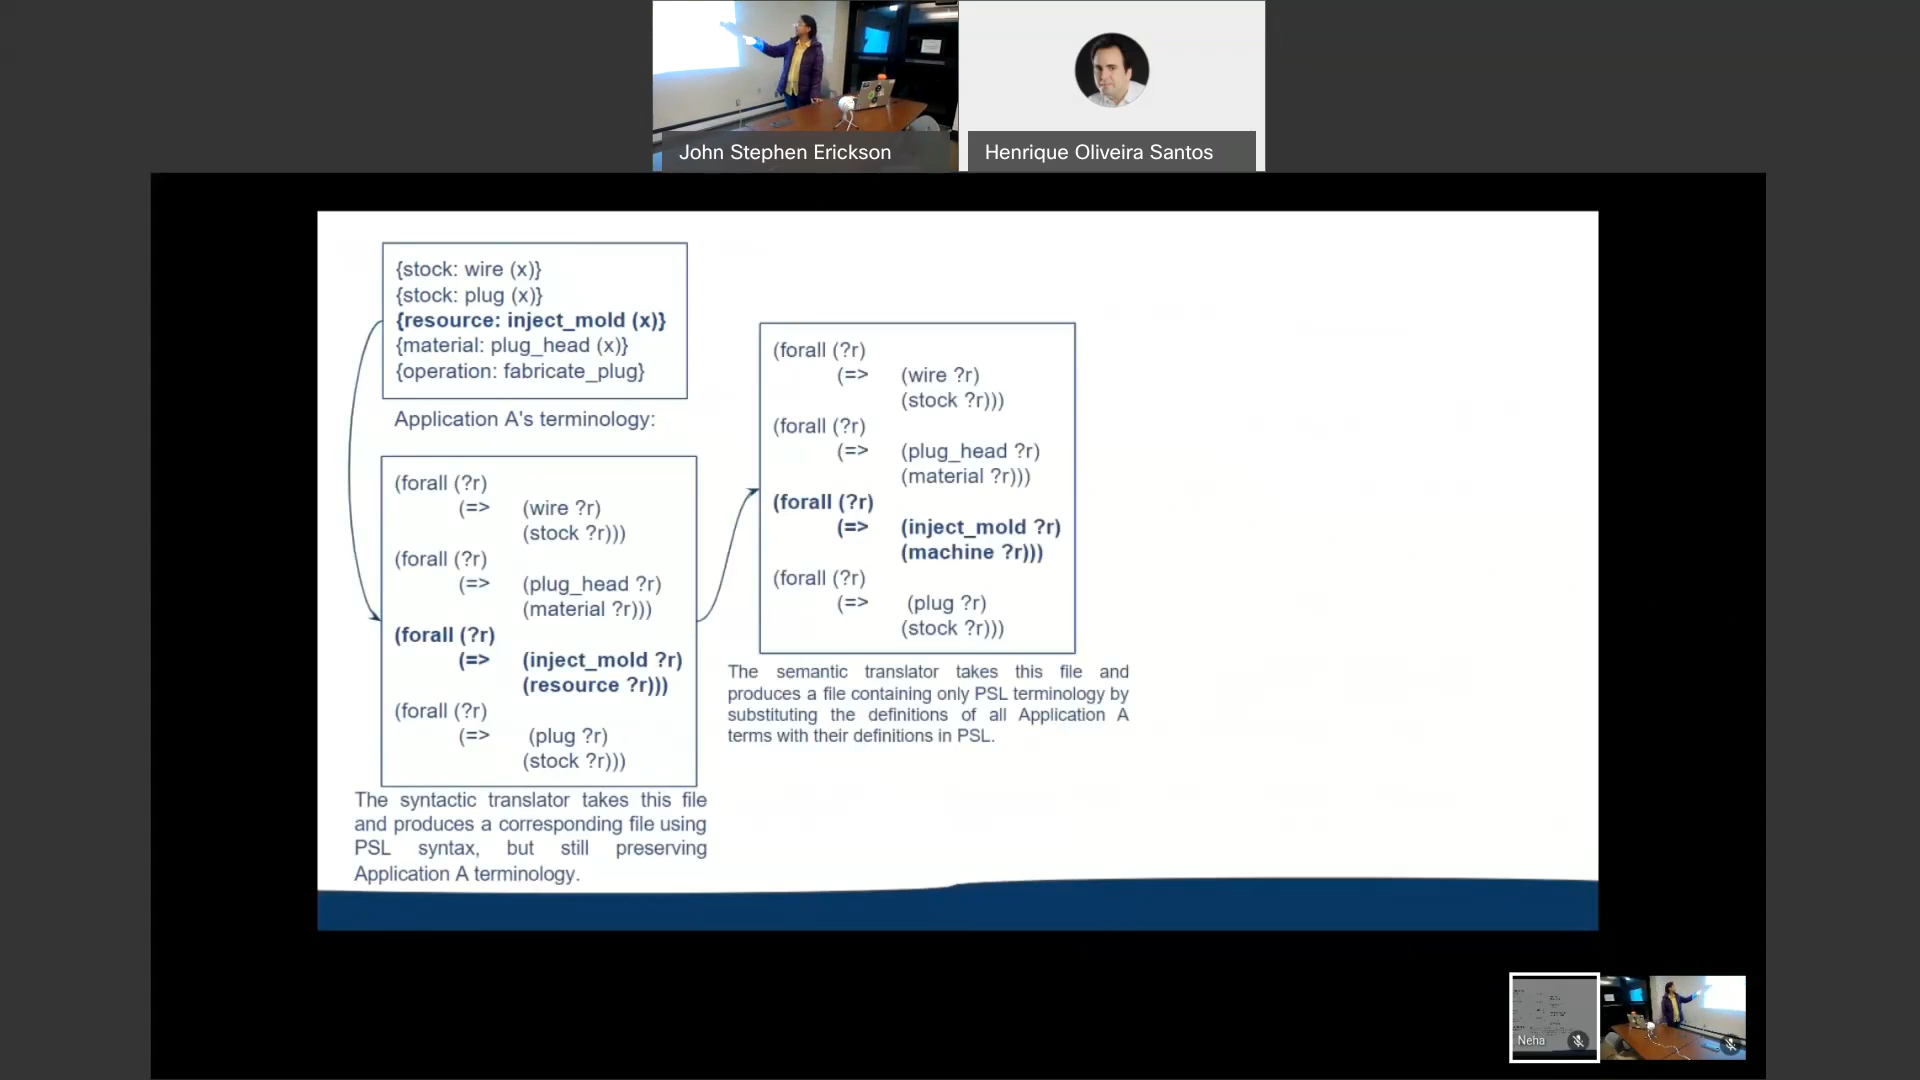 John Stephen Erickson
Henrique Oliveira Santos
{stock: wire (x)}
{stock: plug (x)}
{resource: inject_mold (x)}
{material: plug_head (x)}
{operation: fabricate_plug}
Application A's terminology:
(forall (?r)
(=> (wire ?r)
(stock ?r)))
(forall (?r)
(=> (plug_head ?r)
(material ?r)))
(forall (?r)
(=> (inject_mold ?r)
(resource ?r)))
(forall (?r)
(=> (plug ?r)
(stock ?r)))
The syntactic translator takes this file
and produces a corresponding file using
PSL syntax, but still preserving
Application A terminology.
(forall (?r)
(=> (wire ?r)
(stock ?r)))
(forall (?r)
(=> (plug_head ?r)
(material ?r)))
(forall (?r)
(=> (inject_mold ?r)
(machine ?r)))
(forall (?r)
(=> (plug ?r)
(stock ?r)))
The semantic translator takes this file and
produces a file containing only PSL terminology by
substituting the definitions of all Application A
terms with their definitions in PSL.
Neha